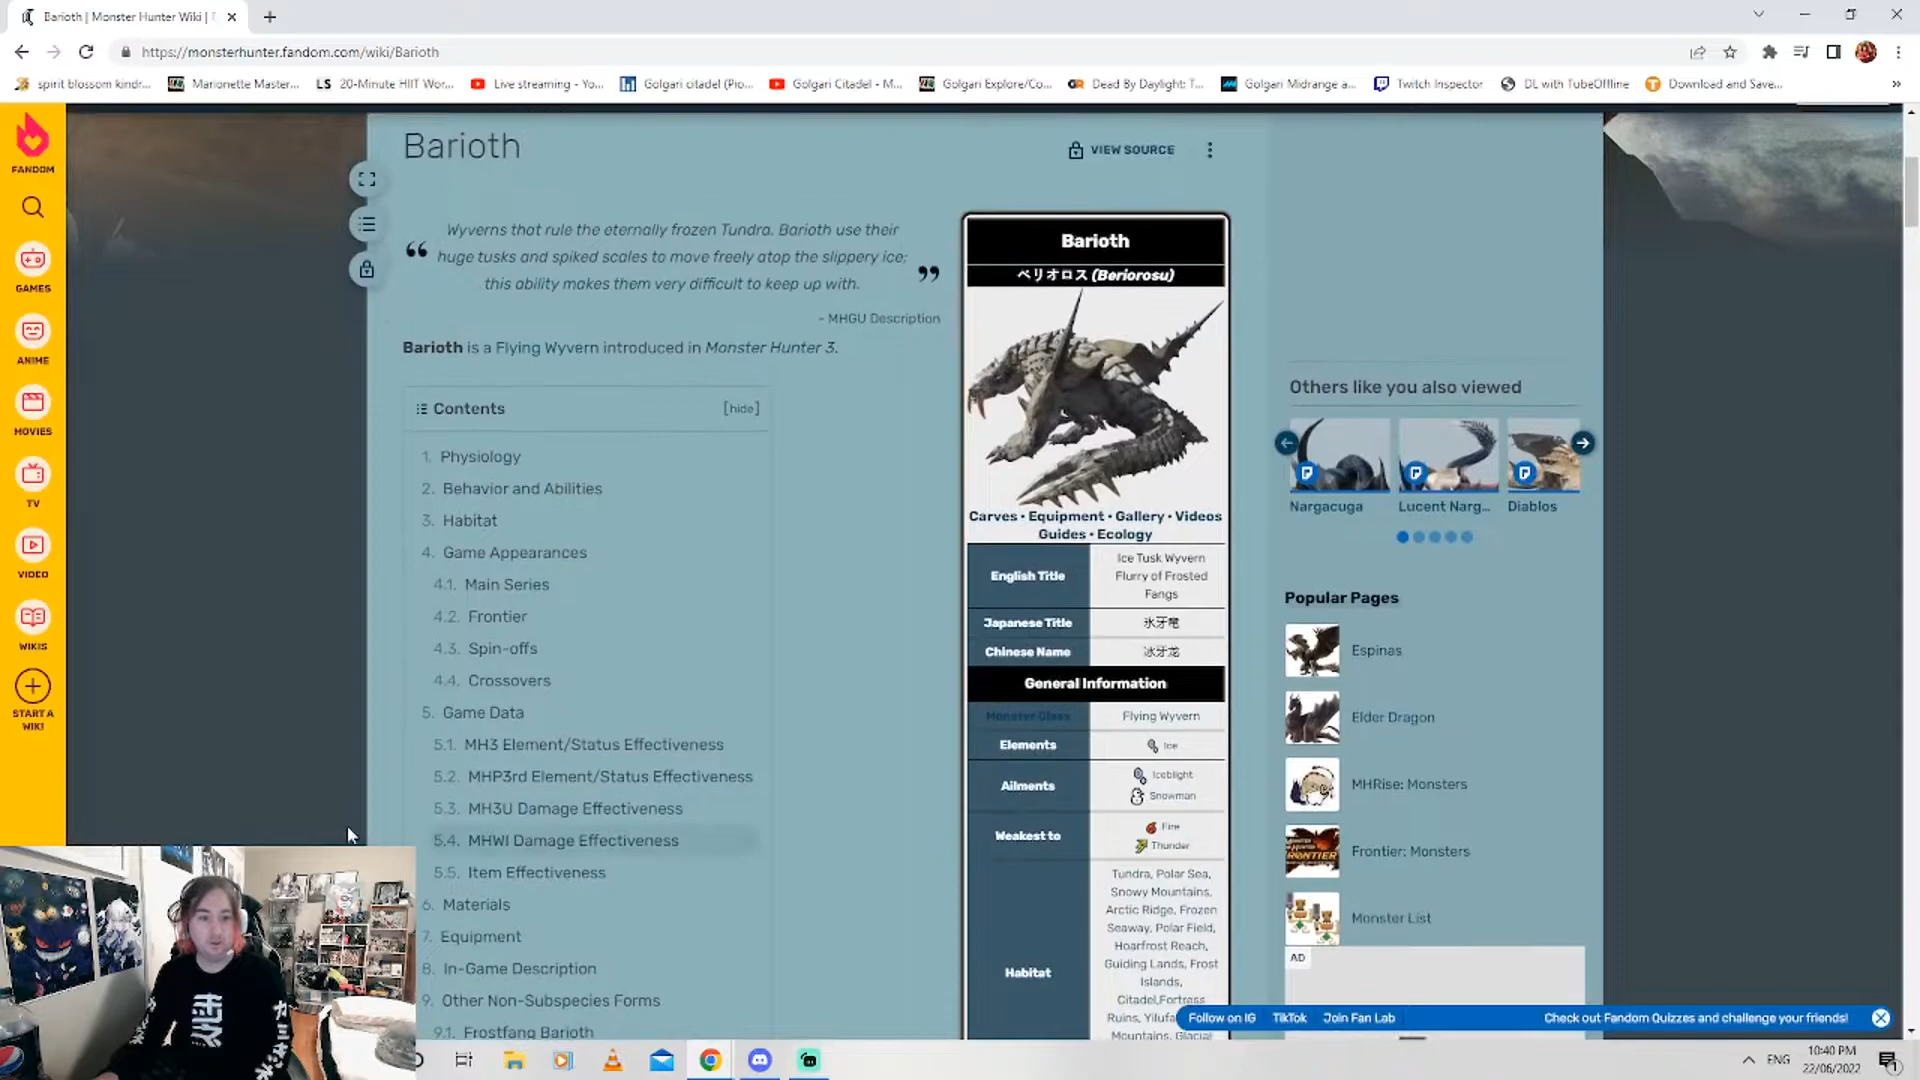 Barioth | Monster Hunter Wiki |
https://monsterhunter.fandom.com/wiki/Barioth
spirit blossom kindr...
Marionette Master...
LS 20-Minute HIIT Wor...
Live streaming - Yo...
Golgari citadel (Pio...
Golgari Citadel - M...
Golgari Explore/Co...
Dead By Daylight: T...
Golgari Midrange a...
Twitch Inspector
DL with TubeOffline
Download and Save...
FANDOM
GAMES
ANIME
MOVIES
TV
VIDEO
WIKIS
START A
WIKI
Barioth
VIEW SOURCE
“ Wyverns that rule the eternally frozen Tundra. Barioth use their
huge tusks and spiked scales to move freely atop the slippery ice;
this ability makes them very difficult to keep up with. ”
– MHGU Description
Barioth is a Flying Wyvern introduced in Monster Hunter 3.
Contents [hide]
1. Physiology
2. Behavior and Abilities
3. Habitat
4. Game Appearances
4.1. Main Series
4.2. Frontier
4.3. Spin-offs
4.4. Crossovers
5. Game Data
5.1. MH3 Element/Status Effectiveness
5.2. MHP3rd Element/Status Effectiveness
5.3. MH3U Damage Effectiveness
5.4. MHWI Damage Effectiveness
5.5. Item Effectiveness
6. Materials
7. Equipment
8. In-Game Description
9. Other Non-Subspecies Forms
9.1. Frostfang Barioth
Barioth
ベリオロス (Beriorosu)
Carves • Equipment • Gallery • Videos
Guides • Ecology
English Title
Ice Tusk Wyvern
Flurry of Frosted
Fangs
Japanese Title
氷牙竜
Chinese Name
冰牙龙
General Information
Monster Class
Flying Wyvern
Elements
Ice
Ailments
Iceblight
Snowman
Weakest to
Fire
Thunder
Habitat
Tundra, Polar Sea,
Snowy Mountains,
Arctic Ridge, Frozen
Seaway, Polar Field,
Hoarfrost Reach,
Guiding Lands, Frost
Islands,
Citadel,Fortress
Ruins,
Mountains, Glacial
Others like you also viewed
Nargacuga
Lucent Narg...
Diablos
Popular Pages
Espinas
Elder Dragon
MHRise: Monsters
FRONTIER
Frontier: Monsters
Monster List
AD
Follow on IG
TikTok
Join Fan Lab
Check out Fandom Quizzes and challenge your friends!
ENG
10:40 PM
22/06/2022